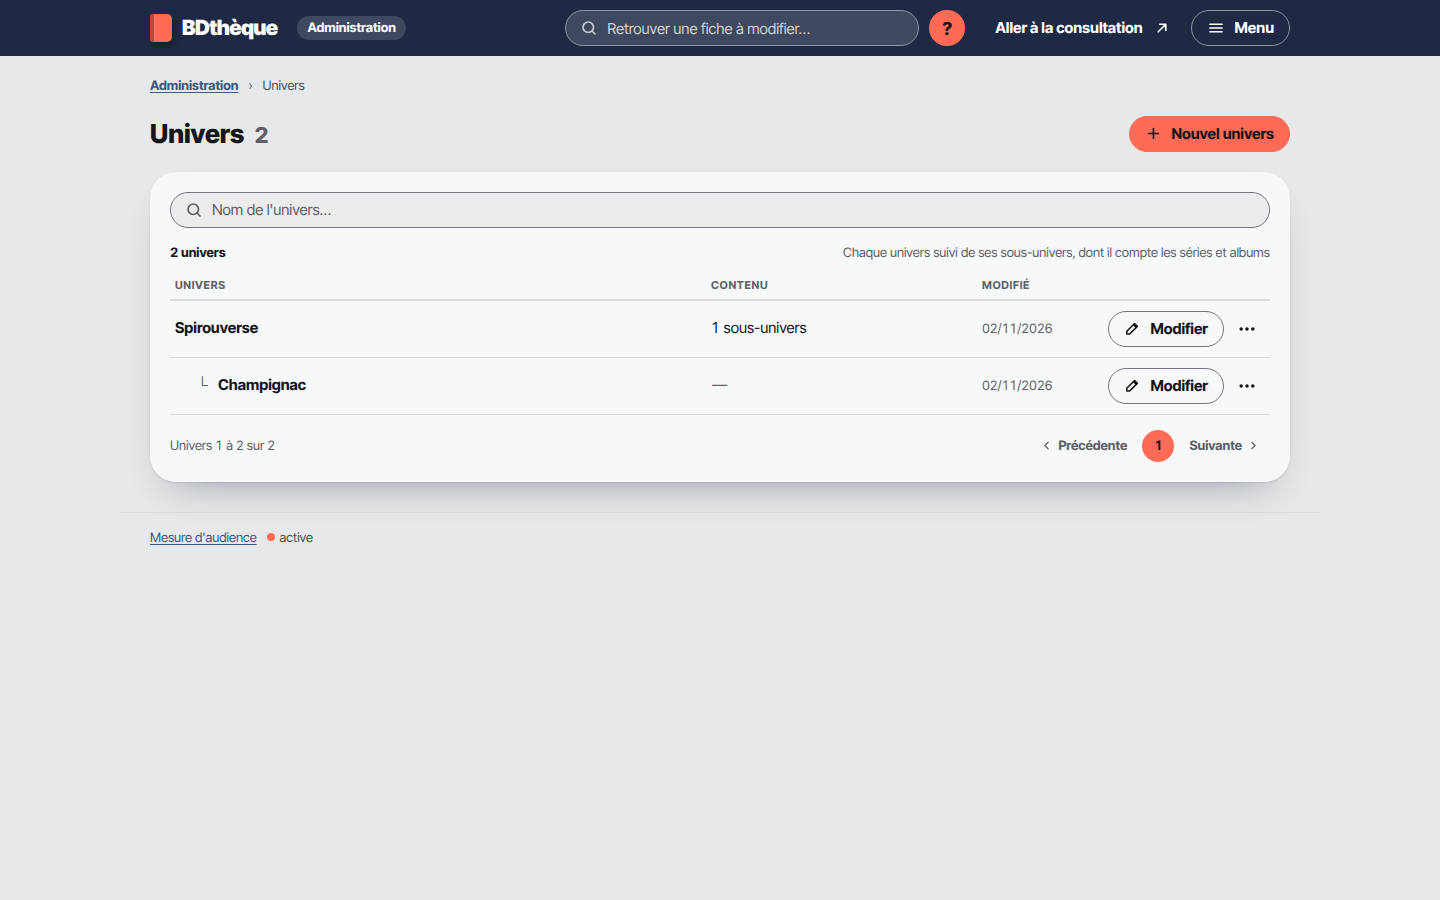 BDthèque Administration Retrouver une fiche à modifier... ? Aller à la consultation Menu
Administration › Univers
Univers 2 Nouvel univers
Nom de l'univers...
2 univers Chaque univers suivi de ses sous-univers, dont il compte les séries et albums
UNIVERS CONTENU MODIFIÉ
Spirouverse 1 sous-univers 02/11/2026 Modifier
└ Champignac — 02/11/2026 Modifier
Univers 1 à 2 sur 2 Précédente 1 Suivante
Mesure d'audience active